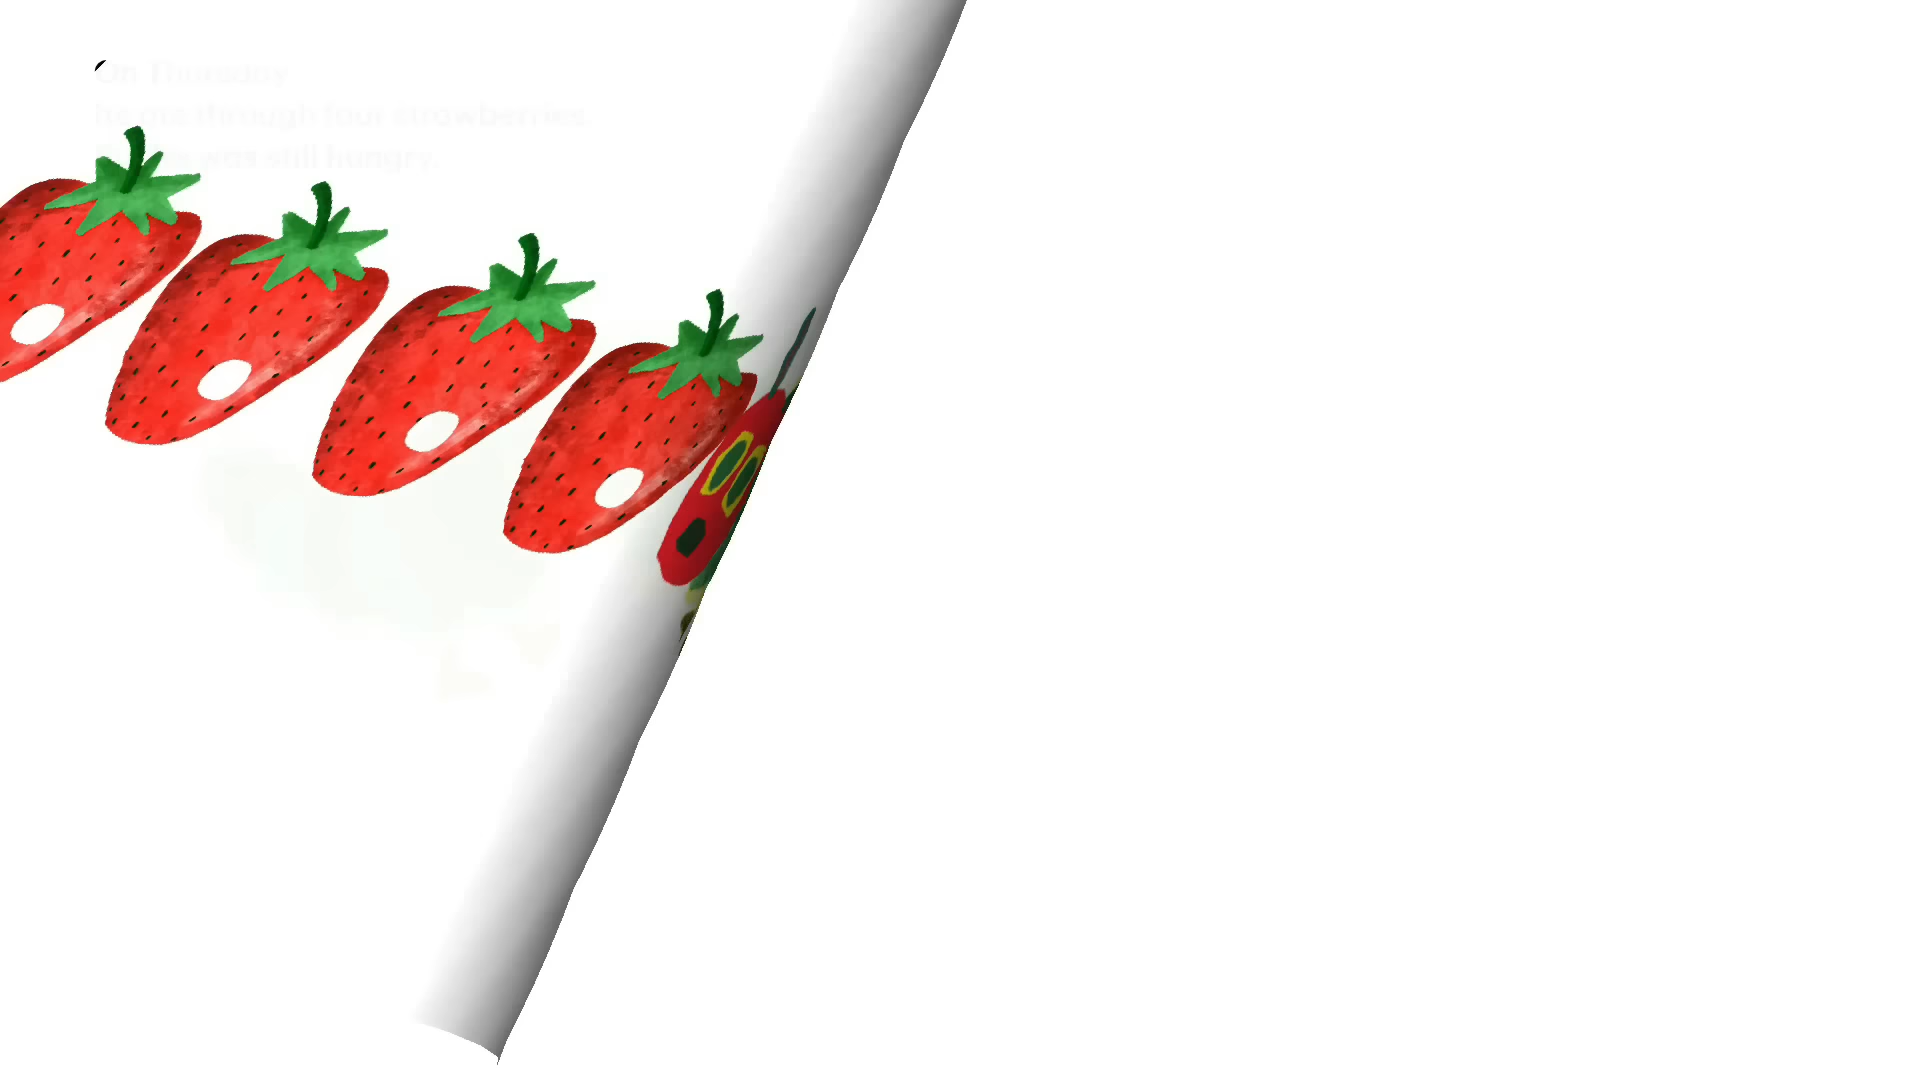 On Thursday
he ate through four strawberries
was still hungry.